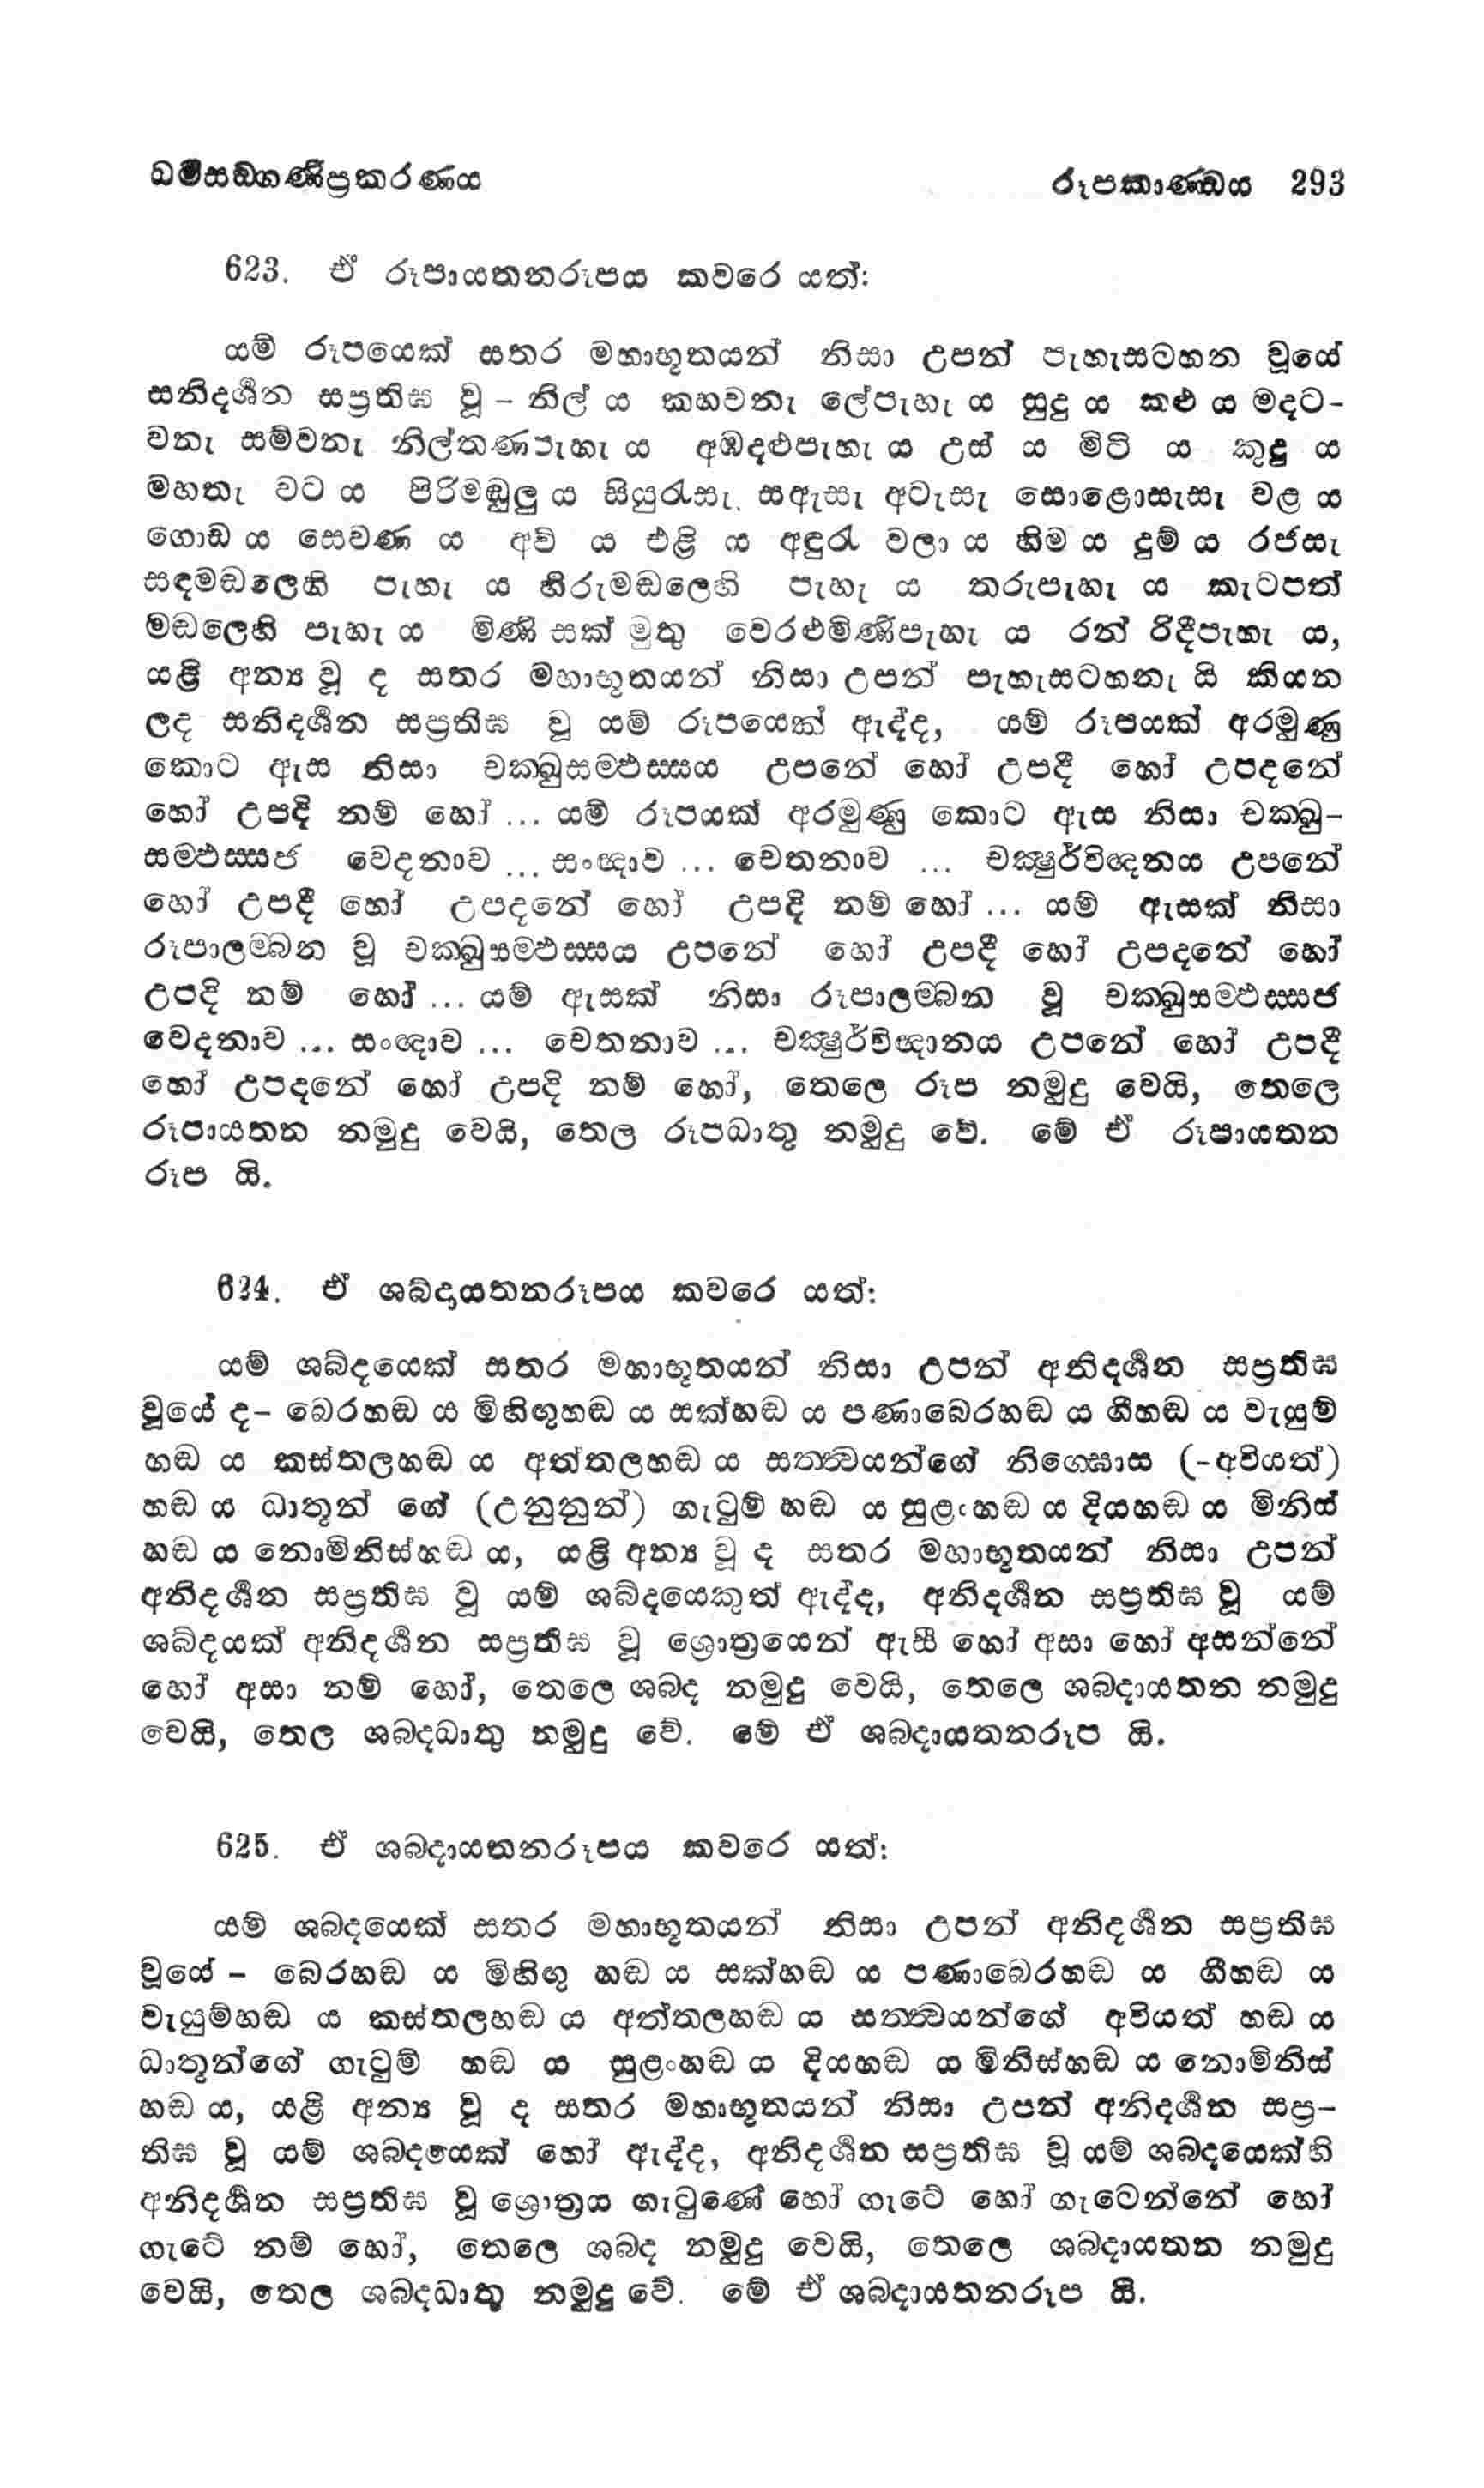 ධම්මසඞ්ගණිප්‍රකරණය රූපකාණ්ඩය 293
623. ඒ රූපායතනරූපය කවරෙ යත්:
යම් රූපයෙක් සතර මහාභූතයන් නිසා උපන් පැහැසටහන වූයේ
සනිදර්‍ශන සප්‍රතිඝ වූ - නිල් ය කහවනැ ලේපැහැ ය සුදු ය කළු ය මදට-
වනැ සම්වනැ නිල්තණපැහැ ය අඹදළුපැහැ ය උස් ය මිටි ය කුදු ය
මහතැ වට ය පිරිමඬුලු ය සියුරැසැ, සඇසැ අටැසැ සොළොසැසැ වළ ය
ගොඩ ය සෙවණ ය අව් ය එළි ය අඳුරැ වලා ය හිම ය දුම් ය රජසැ
සඳමඬලෙහි පැහැ ය හිරුමඬලෙහි පැහැ ය තරුපැහැ ය කැටපත්
මඬලෙහි පැහැ ය මිණි සක් මුතු වෙරළුමිණිපැහැ ය රන් රිදීපැහැ ය,
යළි අන්‍ය වූ ද සතර මහාභූතයන් නිසා උපන් පැහැසටහනැ යි කියන
ලද සනිදර්‍ශන සප්‍රතිඝ වූ යම් රූපයෙක් ඇද්ද, යම් රූපයක් අරමුණු
කොට ඇස නිසා චක්ඛුසම්ඵස්සය උපනේ හෝ උපදී හෝ උපදනේ
හෝ උපදි නම් හෝ ... යම් රූපයක් අරමුණු කොට ඇස නිසා චක්ඛු-
සම්ඵස්සජ වෙදනාව ... සංඥාව ... චෙතනාව ... චක්‍ෂුර්විඥනය උපනේ
හෝ උපදී හෝ උපදනේ හෝ උපදි නම් හෝ ... යම් ඇසක් නිසා
රූපාලම්බන වූ චක්ඛුසම්ඵස්සය උපනේ හෝ උපදී හෝ උපදනේ හෝ
උපදි නම් හෝ ... යම් ඇසක් නිසා රූපාලම්බන වූ චක්ඛුසම්ඵස්සජ
වෙදනාව ... සංඥාව ... චෙතනාව ... චක්‍ෂුර්විඥානය උපනේ හෝ උපදී
හෝ උපදනේ හෝ උපදි නම් හෝ, තෙලෙ රූප නමුදු වෙයි, තෙලෙ
රූපායතන නමුදු වෙයි, තෙල රූපධාතු නමුදු වේ. මේ ඒ රූපායතන
රූප යි.
624. ඒ ශබ්දායතනරූපය කවරෙ යත්:
යම් ශබ්දයෙක් සතර මහාභූතයන් නිසා උපන් අනිදර්‍ශන සප්‍රතිඝ
වූයේ ද- බෙරහඬ ය මිහිඟුහඬ ය සක්හඬ ය පණාබෙරහඬ ය ගීහඬ ය වැයුම්
හඬ ය කස්තලහඬ ය අත්තලහඬ ය සත්ත්‍වයන්ගේ නිග්ඝොස (-අවියත්)
හඬ ය ධාතූන් ගේ (උනුනුන්) ගැටුම් හඬ ය සුළංහඬ ය දියහඬ ය මිනිස්
හඬ ය නොමිනිස්හඬ ය, යළි අන්‍ය වූ ද සතර මහාභූතයන් නිසා උපන්
අනිදර්‍ශන සප්‍රතිඝ වූ යම් ශබ්දයෙකුත් ඇද්ද, අනිදර්‍ශන සප්‍රතිඝ වූ යම්
ශබ්දයක් අනිදර්‍ශන සප්‍රතිඝ වූ ශ්‍රොත්‍රයෙන් ඇසී හෝ අසා හෝ අසන්නේ
හෝ අසා නම් හෝ, තෙලෙ ශබ්ද නමුදු වෙයි, තෙලෙ ශබ්දායතන නමුදු
වෙයි, තෙල ශබ්දධාතු නමුදු වේ. මේ ඒ ශබ්දායතනරූප යි.
625. ඒ ශබ්දායතනරූපය කවරෙ යත්:
යම් ශබ්දයෙක් සතර මහාභූතයන් නිසා උපන් අනිදර්‍ශන සප්‍රතිඝ
වූයේ - බෙරහඬ ය මිහිඟු හඬ ය සක්හඬ ය පණාබෙරහඬ ය ගීහඬ ය
වැයුම්හඬ ය කස්තලහඬ ය අත්තලහඬ ය සත්ත්‍වයන්ගේ අවියත් හඬ ය
ධාතූන්ගේ ගැටුම් හඬ ය සුළංහඬ ය දියහඬ ය මිනිස්හඬ ය නොමිනිස්
හඬ ය, යළි අන්‍ය වූ ද සතර මහාභූතයන් නිසා උපන් අනිදර්‍ශන සප්‍ර-
තිඝ වූ යම් ශබ්දයෙක් හෝ ඇද්ද, අනිදර්‍ශන සප්‍රතිඝ වූ යම් ශබ්දයෙක්හි
අනිදර්‍ශන සප්‍රතිඝ වූ ශ්‍රොත්‍රය ගැටුණේ හෝ ගැටේ හෝ ගැටෙන්නේ හෝ
ගැටේ නම් හෝ, තෙලෙ ශබ්ද නමුදු වෙයි, තෙලෙ ශබ්දායතන නමුදු
වෙයි, තෙල ශබ්දධාතු නමුදු වේ. මේ ඒ ශබ්දායතනරූප යි.